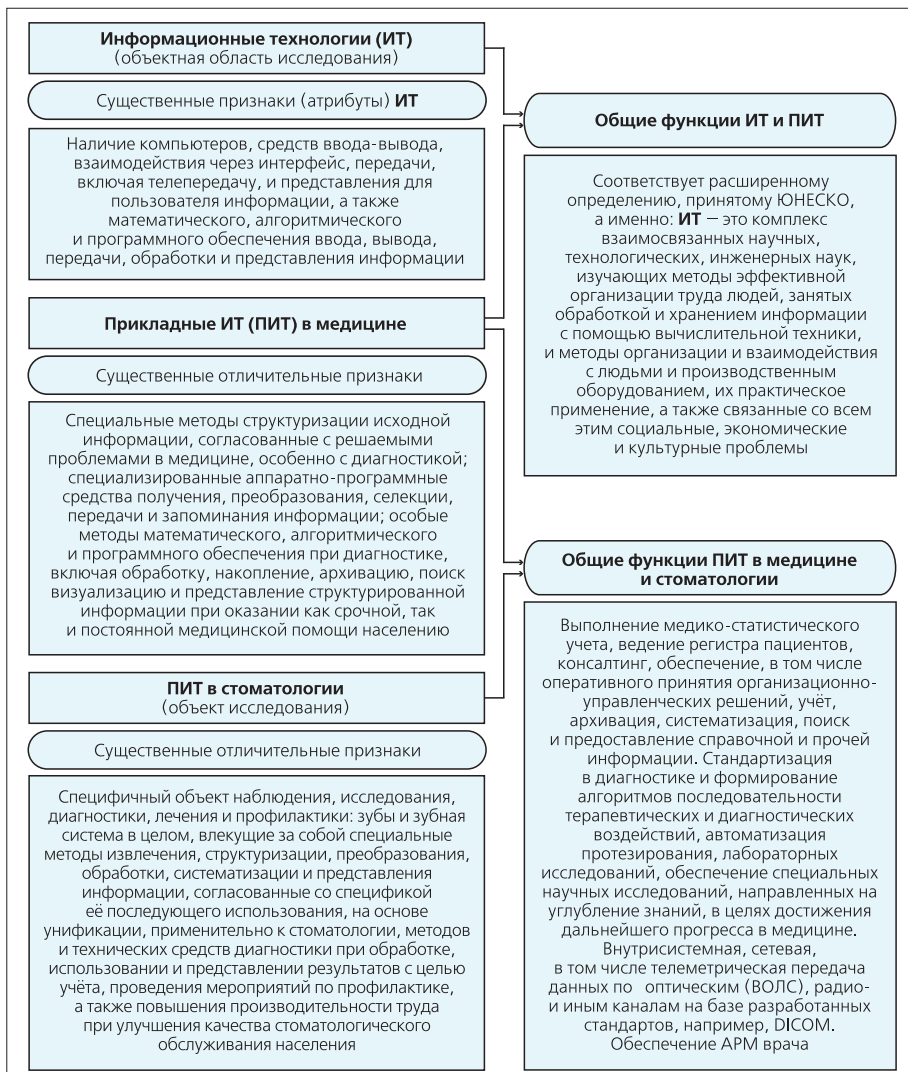 Информационные технологии (ИТ)
(объектная область исследования)
Существенные признаки (атрибуты) ИТ
Наличие компьютеров, средств ввода-вывода,
взаимодействия через интерфейс, передачи,
включая телепередачу, и представления для
пользователя информации, а также
математического, алгоритмического
и программного обеспечения ввода, вывода,
передачи, обработки и представления информации
Прикладные ИТ (ПИТ) в медицине
Существенные отличительные признаки
Специальные методы структуризации исходной
информации, согласованные с решаемыми
проблемами в медицине, особенно с диагностикой;
специализированные аппаратно-программные
средства получения, преобразования, селекции,
передачи и запоминания информации; особые
методы математического, алгоритмического
и программного обеспечения при диагностике,
включая обработку, накопление, архивацию, поиск
визуализацию и представление структурированной
информации при оказании как срочной, так
и постоянной медицинской помощи населению
ПИТ в стоматологии
(объект исследования)
Существенные отличительные признаки
Специфичный объект наблюдения, исследования,
диагностики, лечения и профилактики: зубы и зубная
система в целом, влекущие за собой специальные
методы извлечения, структуризации, преобразования,
обработки, систематизации и представления
информации, согласованные со спецификой
её последующего использования, на основе
унификации, применительно к стоматологии, методов
и технических средств диагностики при обработке,
использовании и представлении результатов с целью
учёта, проведения мероприятий по профилактике,
а также повышения производительности труда
при улучшения качества стоматологического
обслуживания населения
Общие функции ИТ и ПИТ
Соответствует расширенному
определению, принятому ЮНЕСКО,
а именно: ИТ – это комплекс
взаимосвязанных научных,
технологических, инженерных наук,
изучающих методы эффективной
организации труда людей, занятых
обработкой и хранением информации
с помощью вычислительной техники,
и методы организации и взаимодействия
с людьми и производственным
оборудованием, их практическое
применение, а также связанные со всем
этим социальные, экономические
и культурные проблемы
Общие функции ПИТ в медицине
и стоматологии
Выполнение медико-статистического
учета, ведение регистра пациентов,
консалтинг, обеспечение, в том числе
оперативного принятия организационно-
управленческих решений, учёт,
архивация, систематизация, поиск
и предоставление справочной и прочей
информации. Стандартизация
в диагностике и формирование
алгоритмов последовательности
терапевтических и диагностических
воздействий, автоматизация
протезирования, лабораторных
исследований, обеспечение специальных
научных исследований, направленных на
углубление знаний, в целях достижения
дальнейшего прогресса в медицине.
Внутрисистемная, сетевая,
в том числе телеметрическая передача
данных по оптическим (ВОЛС), радио-
и иным каналам на базе разработанных
стандартов, например, DICOM.
Обеспечение АРМ врача